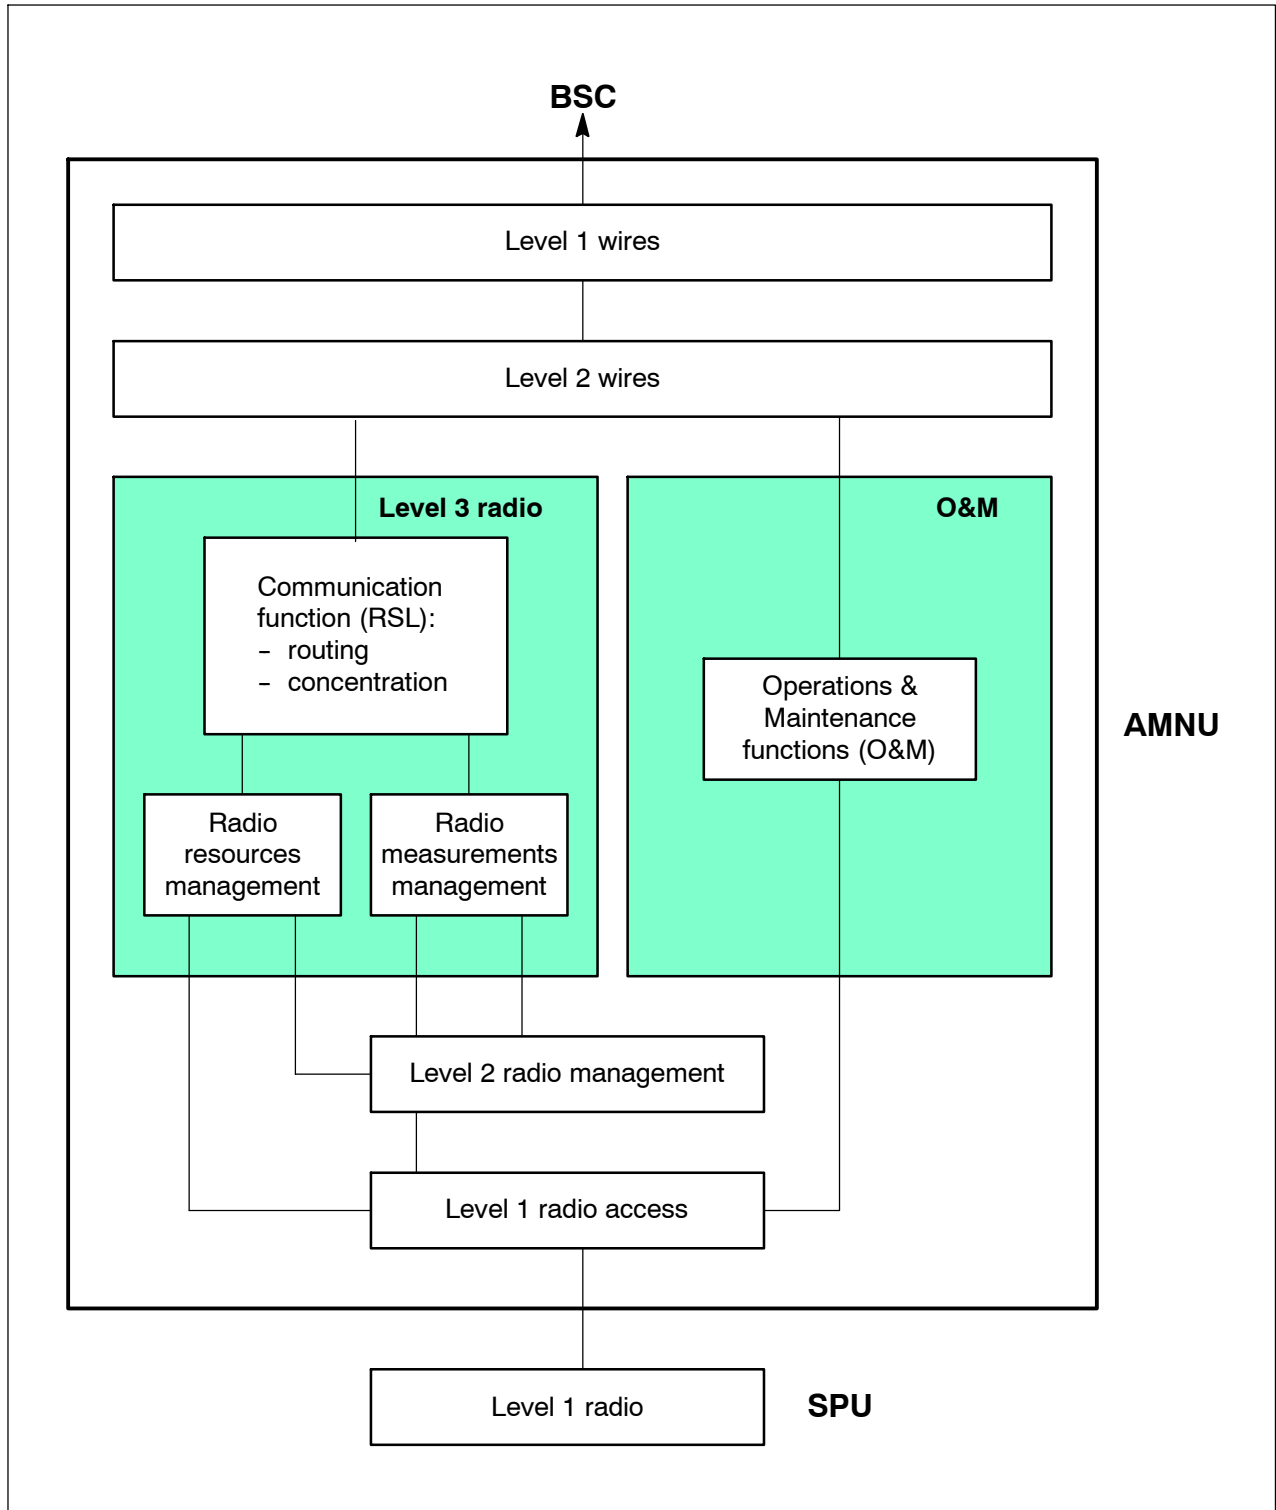 BSC
Level 1 wires
Level 2 wires
Level 3 radio
O&M
Communication
function (RSL):
– routing
– concentration
Operations &
Maintenance
functions (O&M)
AMNU
Radio
resources
management
Radio
measurements
management
Level 2 radio management
Level 1 radio access
Level 1 radio
SPU